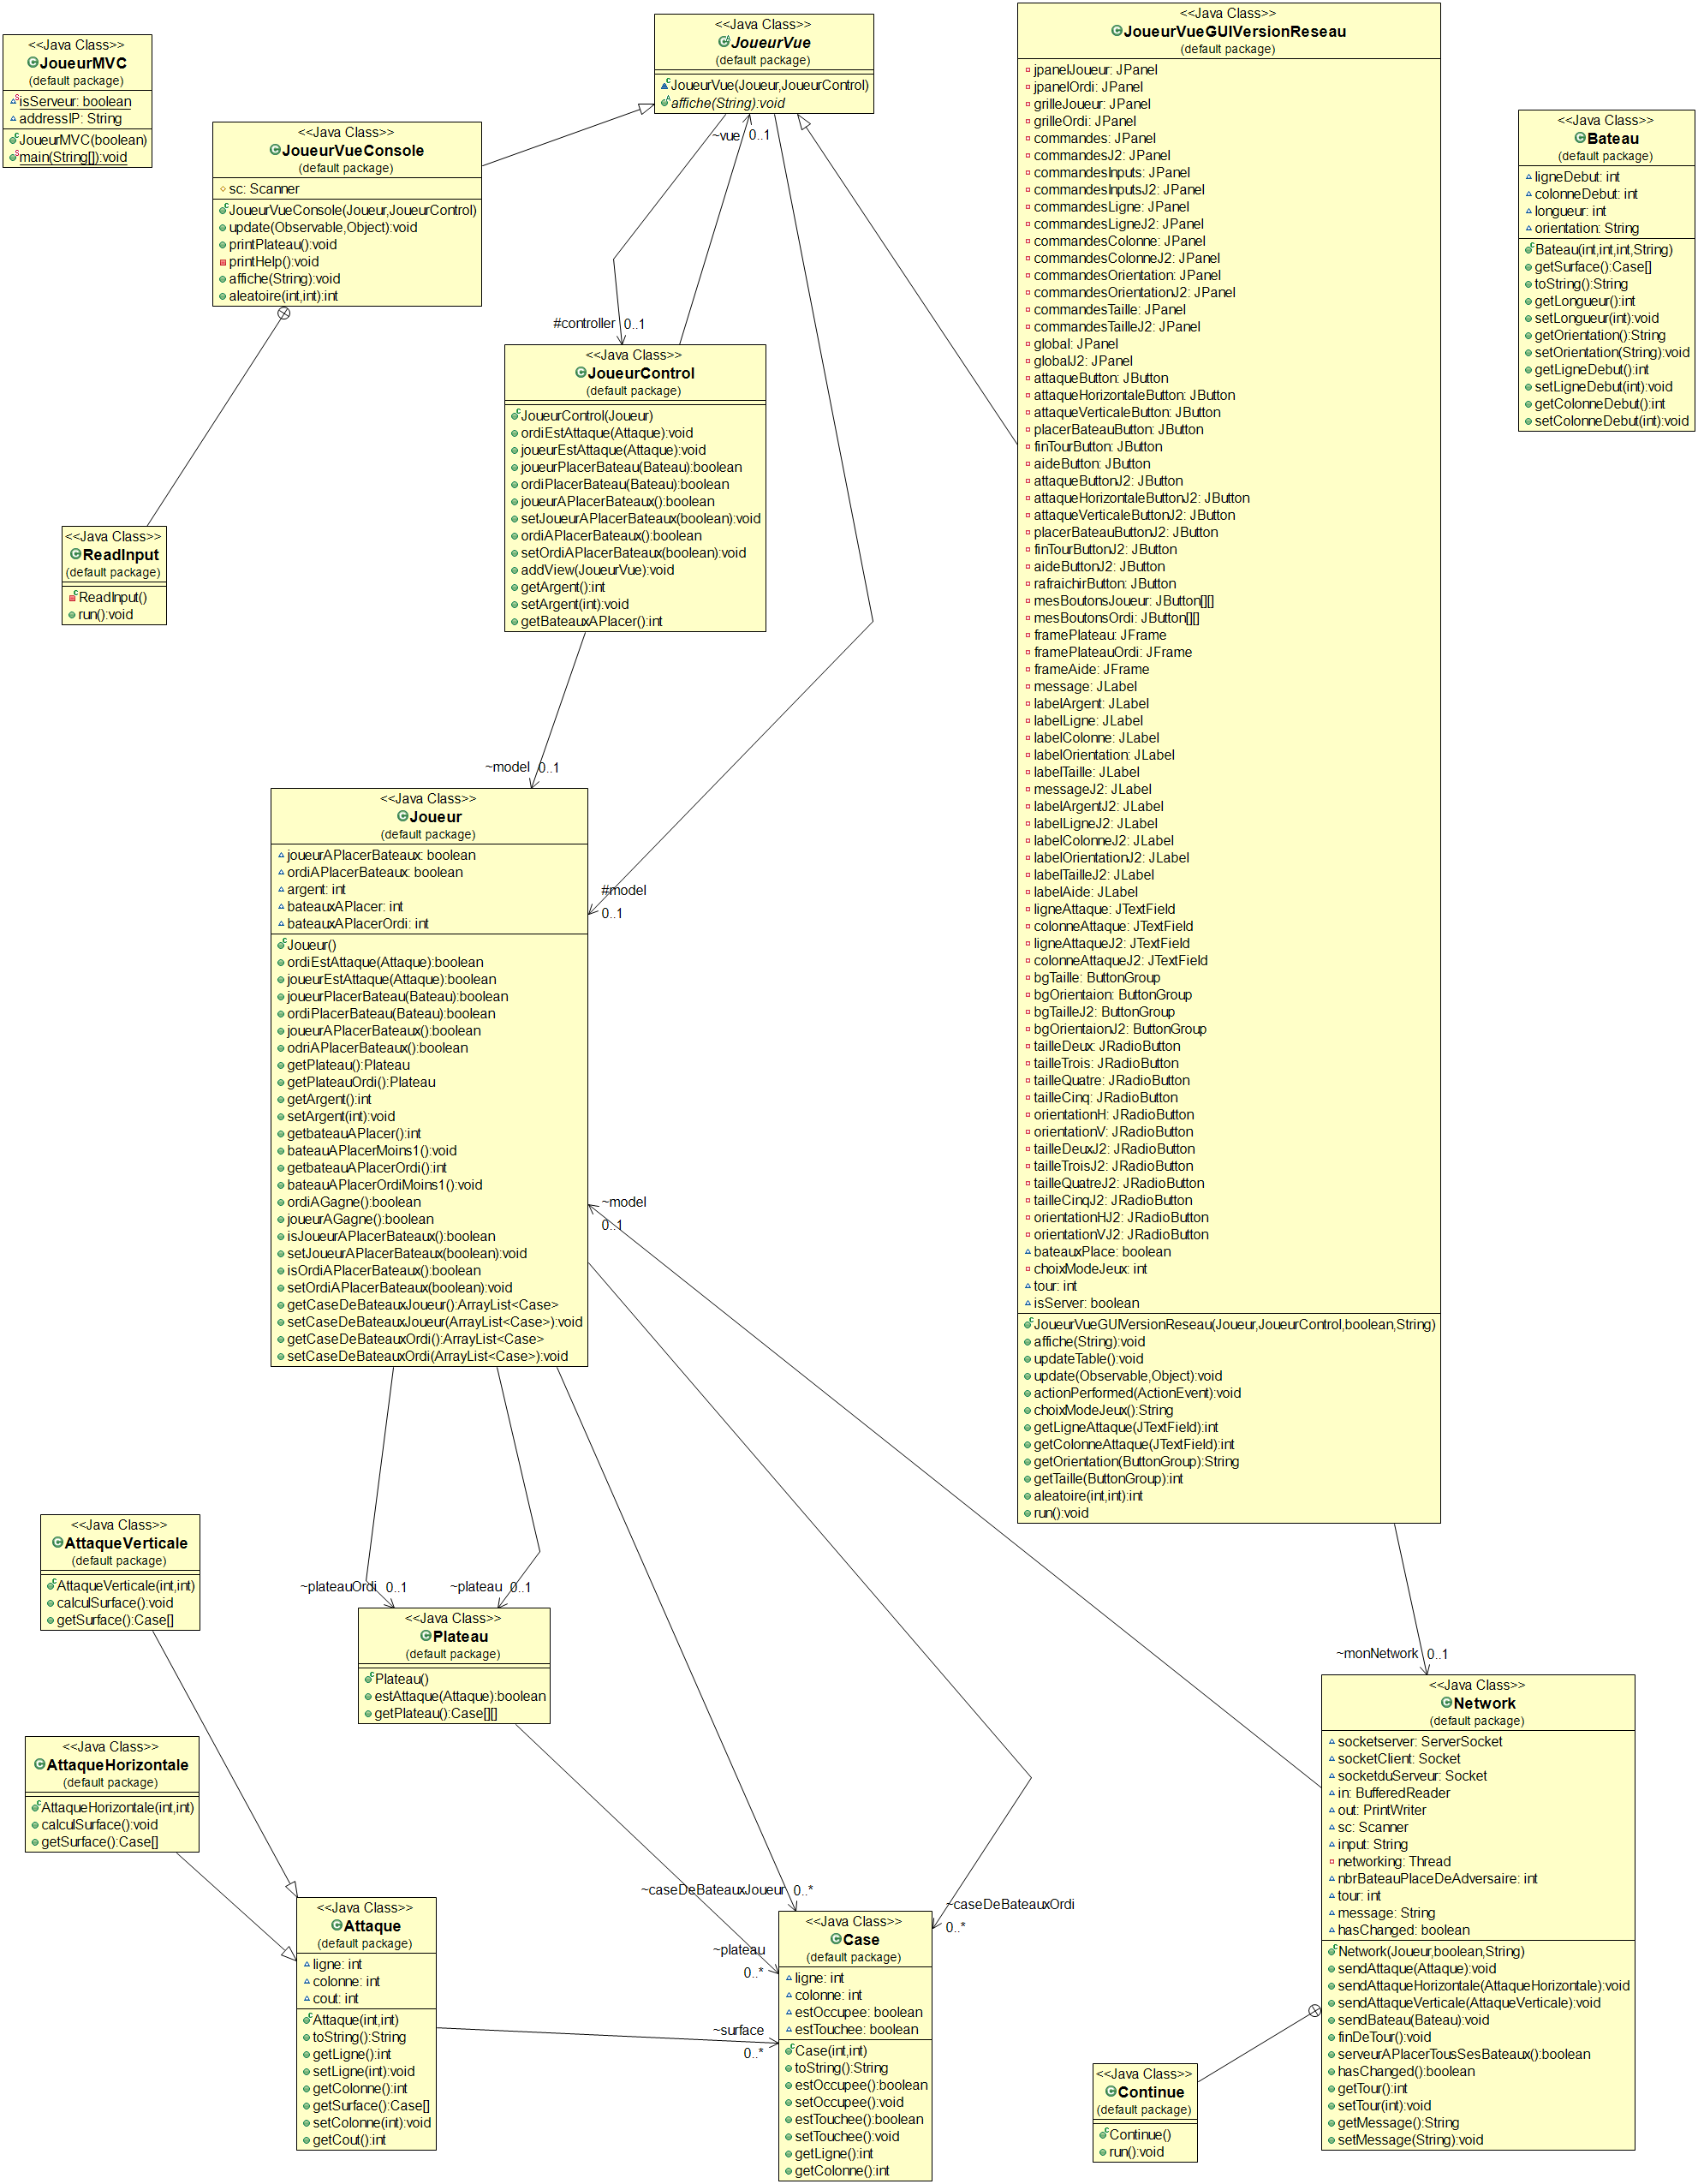 <<Java Class>>
JoueurMVC
(default package)
isServeur: boolean
addressIP: String
JoueurMVC(boolean)
main(String[]):void
<<Java Class>>
JoueurVue
(default package)
JoueurVue(Joueur,JoueurControl)
affiche(String):void
<<Java Class>>
JoueurVueConsole
(default package)
sc: Scanner
JoueurVueConsole(Joueur,JoueurControl)
update(Observable,Object):void
printPlateau():void
printHelp():void
affiche(String):void
aleatoire(int,int):int
~vue 0..1
#controller 0..1
<<Java Class>>
JoueurControl
(default package)
JoueurControl(Joueur)
ordiEstAttaque(Attaque):void
joueurEstAttaque(Attaque):void
joueurPlacerBateau(Bateau):boolean
ordiPlacerBateau(Bateau):boolean
joueurAPlacerBateaux():boolean
setJoueurAPlacerBateaux(boolean):void
ordiAPlacerBateaux():boolean
setOrdiAPlacerBateaux(boolean):void
addView(JoueurVue):void
getArgent():int
setArgent(int):void
getBateauxAPlacer():int
<<Java Class>>
ReadInput
(default package)
ReadInput()
run():void
~model 0..1
<<Java Class>>
Joueur
(default package)
joueurAPlacerBateaux: boolean
ordiAPlacerBateaux: boolean
argent: int
bateauxAPlacer: int
bateauxAPlacerOrdi: int
Joueur()
ordiEstAttaque(Attaque):boolean
joueurEstAttaque(Attaque):boolean
joueurPlacerBateau(Bateau):boolean
ordiPlacerBateau(Bateau):boolean
joueurAPlacerBateaux():boolean
odriAPlacerBateaux():boolean
getPlateau():Plateau
getPlateauOrdi():Plateau
getArgent():int
setArgent(int):void
getbateauAPlacer():int
bateauAPlacerMoins1():void
getbateauAPlacerOrdi():int
bateauAPlacerOrdiMoins1():void
ordiAGagne():boolean
joueurAGagne():boolean
isJoueurAPlacerBateaux():boolean
setJoueurAPlacerBateaux(boolean):void
isOrdiAPlacerBateaux():boolean
setOrdiAPlacerBateaux(boolean):void
getCaseDeBateauxJoueur():ArrayList<Case>
setCaseDeBateauxJoueur(ArrayList<Case>):void
getCaseDeBateauxOrdi():ArrayList<Case>
setCaseDeBateauxOrdi(ArrayList<Case>):void
#model
0..1
~model
0..1
<<Java Class>>
JoueurVueGUIVersionReseau
(default package)
jpanelJoueur: JPanel
jpanelOrdi: JPanel
grilleJoueur: JPanel
grilleOrdi: JPanel
commandes: JPanel
commandesJ2: JPanel
commandesInputs: JPanel
commandesInputsJ2: JPanel
commandesLigne: JPanel
commandesLigneJ2: JPanel
commandesColonne: JPanel
commandesColonneJ2: JPanel
commandesOrientation: JPanel
commandesOrientationJ2: JPanel
commandesTaille: JPanel
commandesTailleJ2: JPanel
global: JPanel
globalJ2: JPanel
attaqueButton: JButton
attaqueHorizontaleButton: JButton
attaqueVerticaleButton: JButton
placerBateauButton: JButton
finTourButton: JButton
aideButton: JButton
attaqueButtonJ2: JButton
attaqueHorizontaleButtonJ2: JButton
attaqueVerticaleButtonJ2: JButton
placerBateauButtonJ2: JButton
finTourButtonJ2: JButton
aideButtonJ2: JButton
rafraichirButton: JButton
mesBoutonsJoueur: JButton[][]
mesBoutonsOrdi: JButton[][]
framePlateau: JFrame
framePlateauOrdi: JFrame
frameAide: JFrame
message: JLabel
labelArgent: JLabel
labelLigne: JLabel
labelColonne: JLabel
labelOrientation: JLabel
labelTaille: JLabel
messageJ2: JLabel
labelArgentJ2: JLabel
labelLigneJ2: JLabel
labelColonneJ2: JLabel
labelOrientationJ2: JLabel
labelTailleJ2: JLabel
labelAide: JLabel
ligneAttaque: JTextField
colonneAttaque: JTextField
ligneAttaqueJ2: JTextField
colonneAttaqueJ2: JTextField
bgTaille: ButtonGroup
bgOrientaion: ButtonGroup
bgTailleJ2: ButtonGroup
bgOrientaionJ2: ButtonGroup
tailleDeux: JRadioButton
tailleTrois: JRadioButton
tailleQuatre: JRadioButton
tailleCinq: JRadioButton
orientationH: JRadioButton
orientationV: JRadioButton
tailleDeuxJ2: JRadioButton
tailleTroisJ2: JRadioButton
tailleQuatreJ2: JRadioButton
tailleCinqJ2: JRadioButton
orientationHJ2: JRadioButton
orientationVJ2: JRadioButton
bateauxPlace: boolean
choixModeJeux: int
tour: int
isServer: boolean
JoueurVueGUIVersionReseau(Joueur,JoueurControl,boolean,String)
affiche(String):void
updateTable():void
update(Observable,Object):void
actionPerformed(ActionEvent):void
choixModeJeux():String
getLigneAttaque(JTextField):int
getColonneAttaque(JTextField):int
getOrientation(ButtonGroup):String
getTaille(ButtonGroup):int
aleatoire(int,int):int
run():void
<<Java Class>>
Bateau
(default package)
ligneDebut: int
colonneDebut: int
longueur: int
orientation: String
Bateau(int,int,int,String)
getSurface():Case[]
toString():String
getLongueur():int
setLongueur(int):void
getOrientation():String
setOrientation(String):void
getLigneDebut():int
setLigneDebut(int):void
getColonneDebut():int
setColonneDebut(int):void
<<Java Class>>
AttaqueVerticale
(default package)
AttaqueVerticale(int,int)
calculSurface():void
getSurface():Case[]
~plateauOrdi 0..1
~plateau 0..1
<<Java Class>>
Plateau
(default package)
Plateau()
estAttaque(Attaque):boolean
getPlateau():Case[][]
<<Java Class>>
AttaqueHorizontale
(default package)
AttaqueHorizontale(int,int)
calculSurface():void
getSurface():Case[]
<<Java Class>>
Attaque
(default package)
ligne: int
colonne: int
cout: int
Attaque(int,int)
toString():String
getLigne():int
setLigne(int):void
getColonne():int
getSurface():Case[]
setColonne(int):void
getCout():int
~caseDeBateauxJoueur 0..*
~caseDeBateauxOrdi
0..*
~plateau
0..*
~surface
0..*
<<Java Class>>
Case
(default package)
ligne: int
colonne: int
estOccupee: boolean
estTouchee: boolean
Case(int,int)
toString():String
estOccupee():boolean
setOccupee():void
estTouchee():boolean
setTouchee():void
getLigne():int
getColonne():int
~monNetwork 0..1
<<Java Class>>
Network
(default package)
socketserver: ServerSocket
socketClient: Socket
socketduServeur: Socket
in: BufferedReader
out: PrintWriter
sc: Scanner
input: String
networking: Thread
nbrBateauPlaceDeAdversaire: int
tour: int
message: String
hasChanged: boolean
Network(Joueur,boolean,String)
sendAttaque(Attaque):void
sendAttaqueHorizontale(AttaqueHorizontale):void
sendAttaqueVerticale(AttaqueVerticale):void
sendBateau(Bateau):void
finDeTour():void
serveurAPlacerTousSesBateaux():boolean
hasChanged():boolean
getTour():int
setTour(int):void
getMessage():String
setMessage(String):void
<<Java Class>>
Continue
(default package)
Continue()
run():void